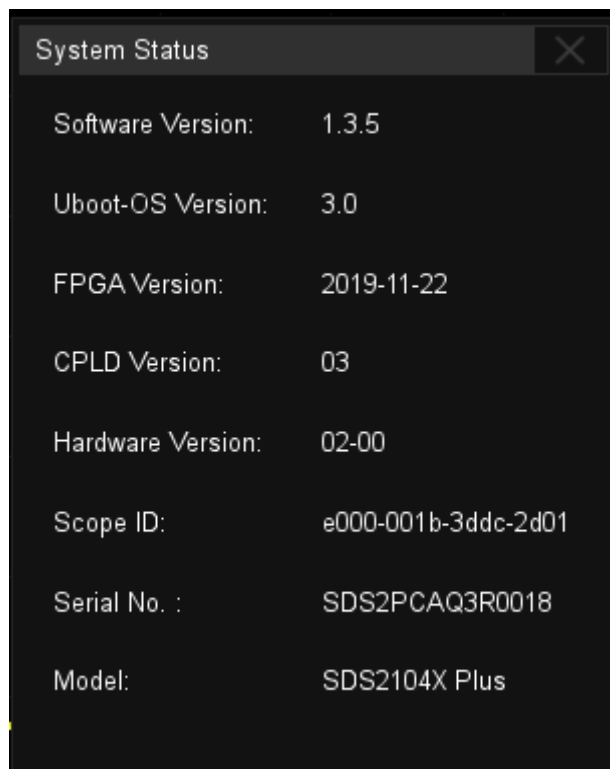 System Status
Software Version: 1.3.5
Uboot-OS Version: 3.0
FPGA Version: 2019-11-22
CPLD Version: 03
Hardware Version: 02-00
Scope ID: e000-001b-3ddc-2d01
Serial No. : SDS2PCAQ3R0018
Model: SDS2104X Plus